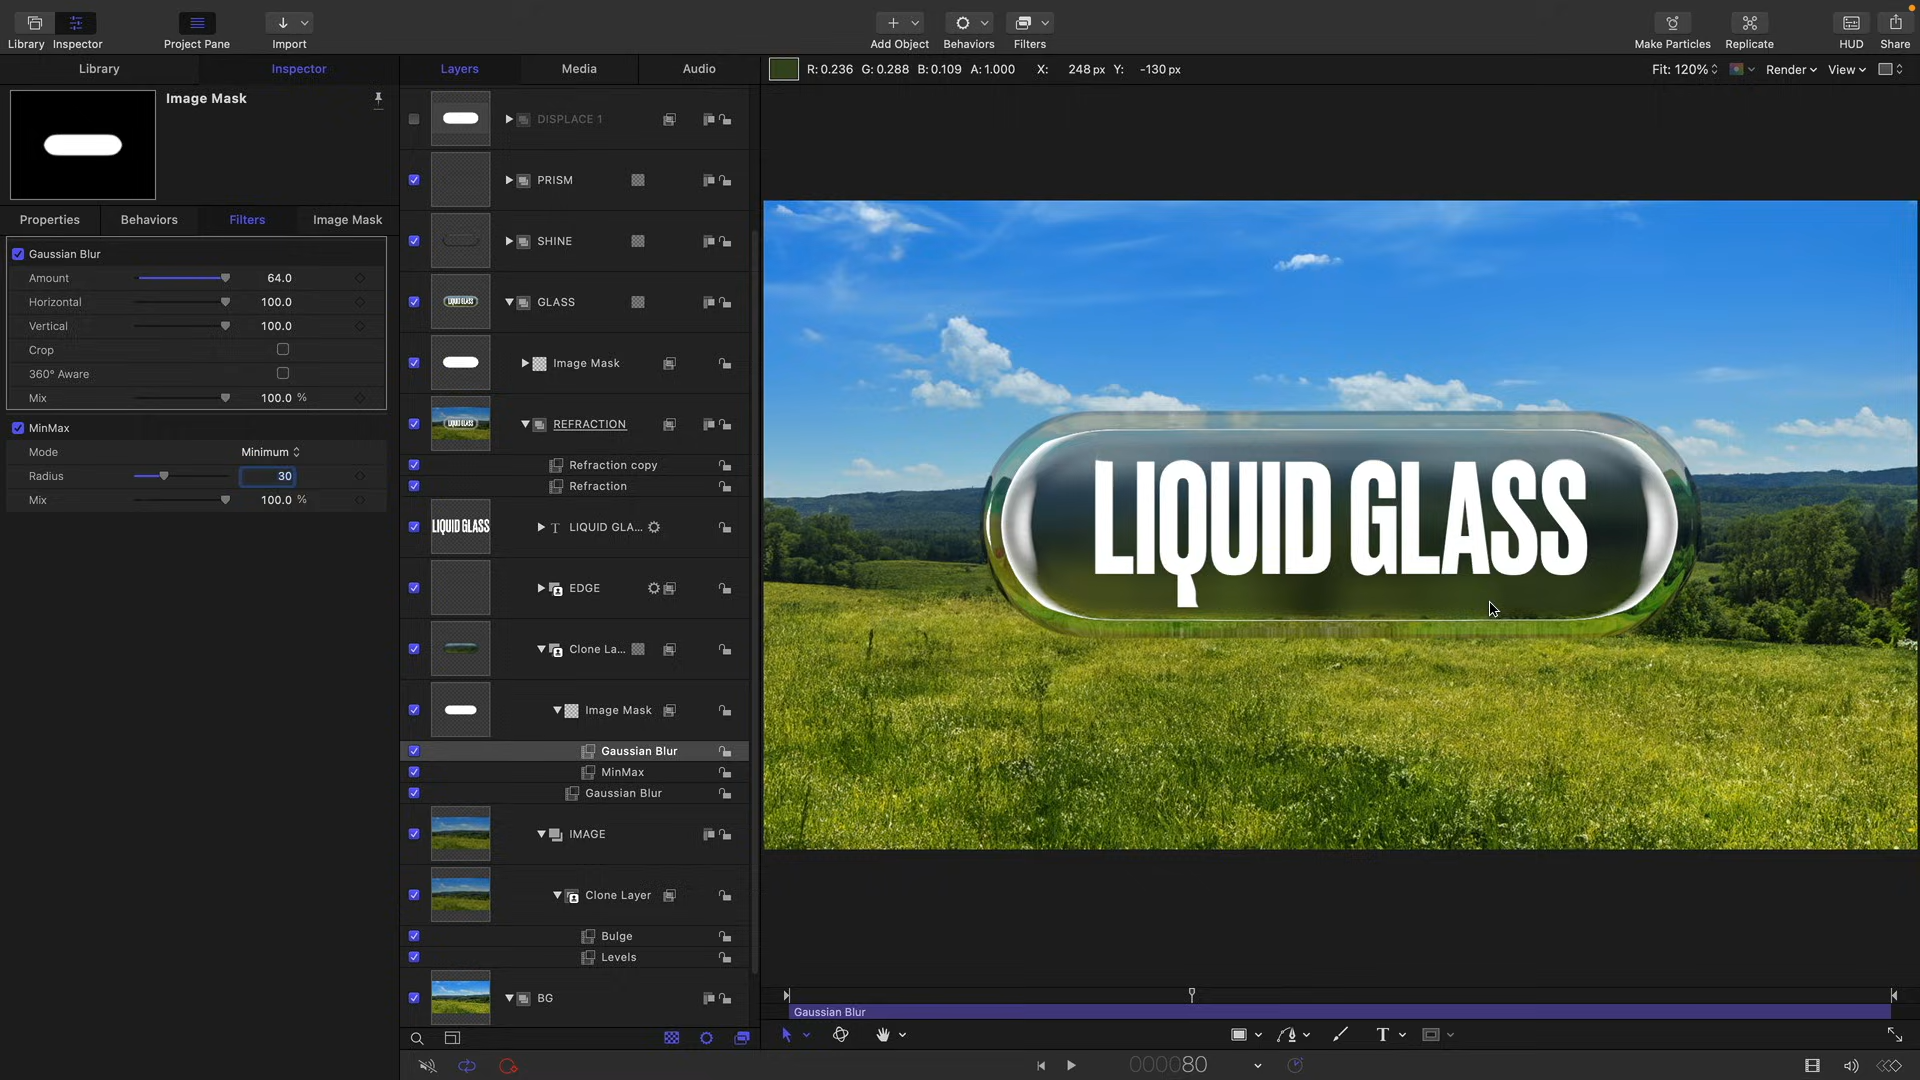 Library
Inspector
Project Pane
Import
Add Object
Behaviors
Filters
Make Particles
Replicate
HUD
Share
Library
Inspector
Layers
Media
Audio
R: 0.236 G: 0.288 B: 0.109 A: 1.000 X: 248 px Y: -130 px
Fit: 120%
Render
View
Image Mask
Properties
Behaviors
Filters
Image Mask
Gaussian Blur
Amount 64.0
Horizontal 100.0
Vertical 100.0
Crop
360° Aware
Mix 100.0 %
MinMax
Mode Minimum
Radius 30
Mix 100.0 %
DISPLACE 1
PRISM
SHINE
LIQUID GLASS GLASS
Image Mask
LIQUID GLASS REFRACTION
Refraction copy
Refraction
LIQUID GLASS LIQUID GLA...
EDGE
Clone La...
Image Mask
Gaussian Blur
MinMax
Gaussian Blur
IMAGE
Clone Layer
Bulge
Levels
BG
LIQUID GLASS
Gaussian Blur
T
00000080